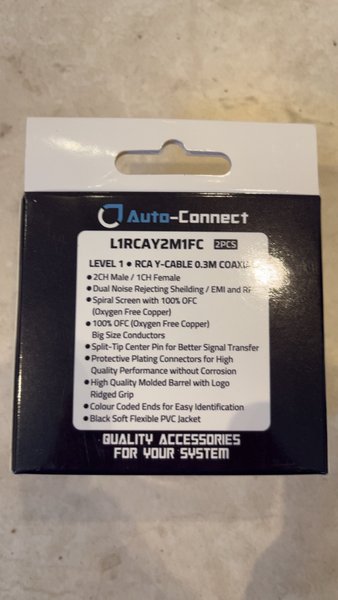 Auto-Connect
L1RCAY2M1FC 2PCS
LEVEL 1 ● RCA Y-CABLE 0.3M COAXIAL
● 2CH Male / 1CH Female
● Dual Noise Rejecting Sheilding / EMI and RF
● Spiral Screen with 100% OFC
(Oxygen Free Copper)
● 100% OFC (Oxygen Free Copper)
Big Size Conductors
● Split-Tip Center Pin for Better Signal Transfer
● Protective Plating Connectors for High
Quality Performance without Corrosion
● High Quality Molded Barrel with Logo
Ridged Grip
● Colour Coded Ends for Easy Identification
● Black Soft Flexible PVC Jacket
QUALITY ACCESSORIES
FOR YOUR SYSTEM